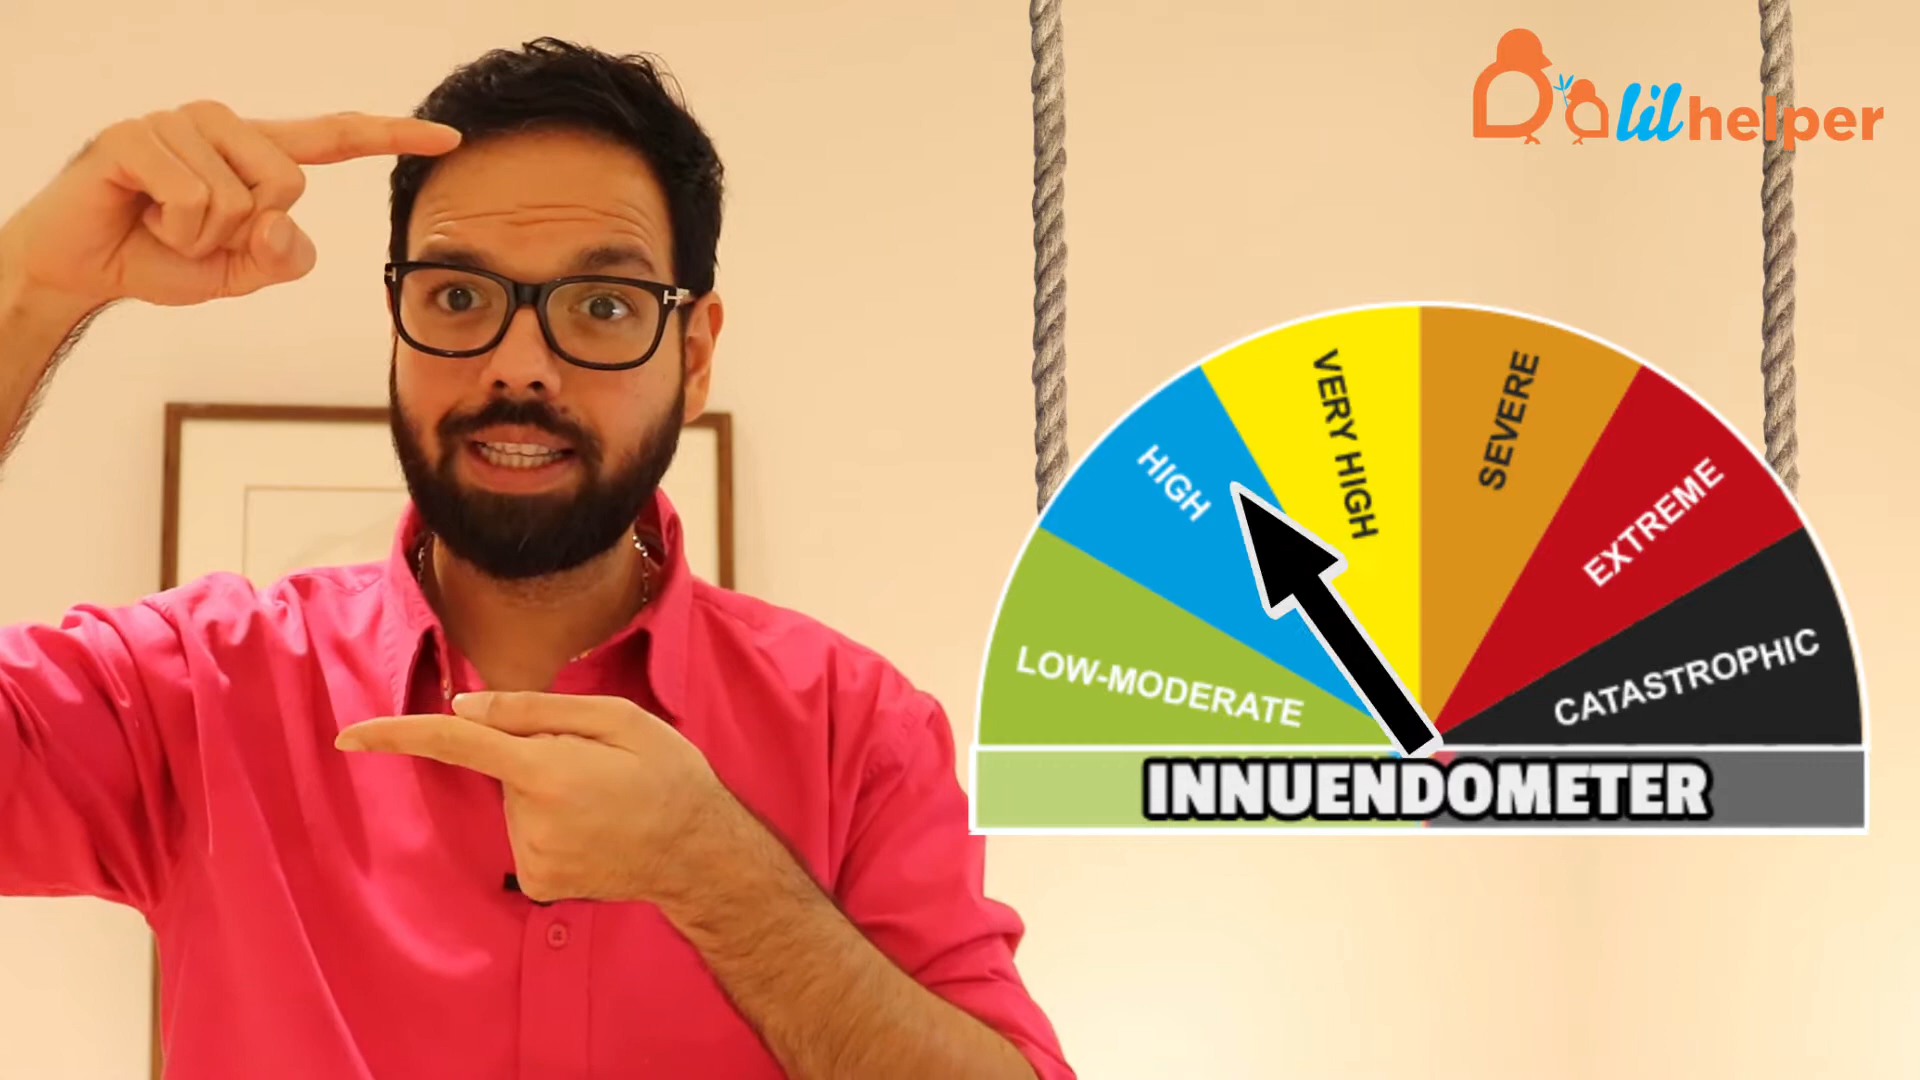 lilhelper
LOW-MODERATE
HIGH
VERY HIGH
SEVERE
EXTREME
CATASTROPHIC
INNUENDOMETER